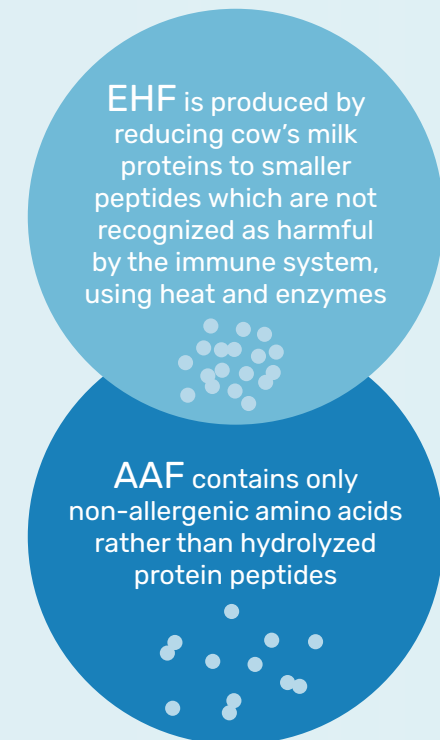 EHF is produced by
reducing cow's milk
proteins to smaller
peptides which are not
recognized as harmful
by the immune system,
using heat and enzymes
AAF contains only
non-allergenic amino acids
rather than hydrolyzed
protein peptides